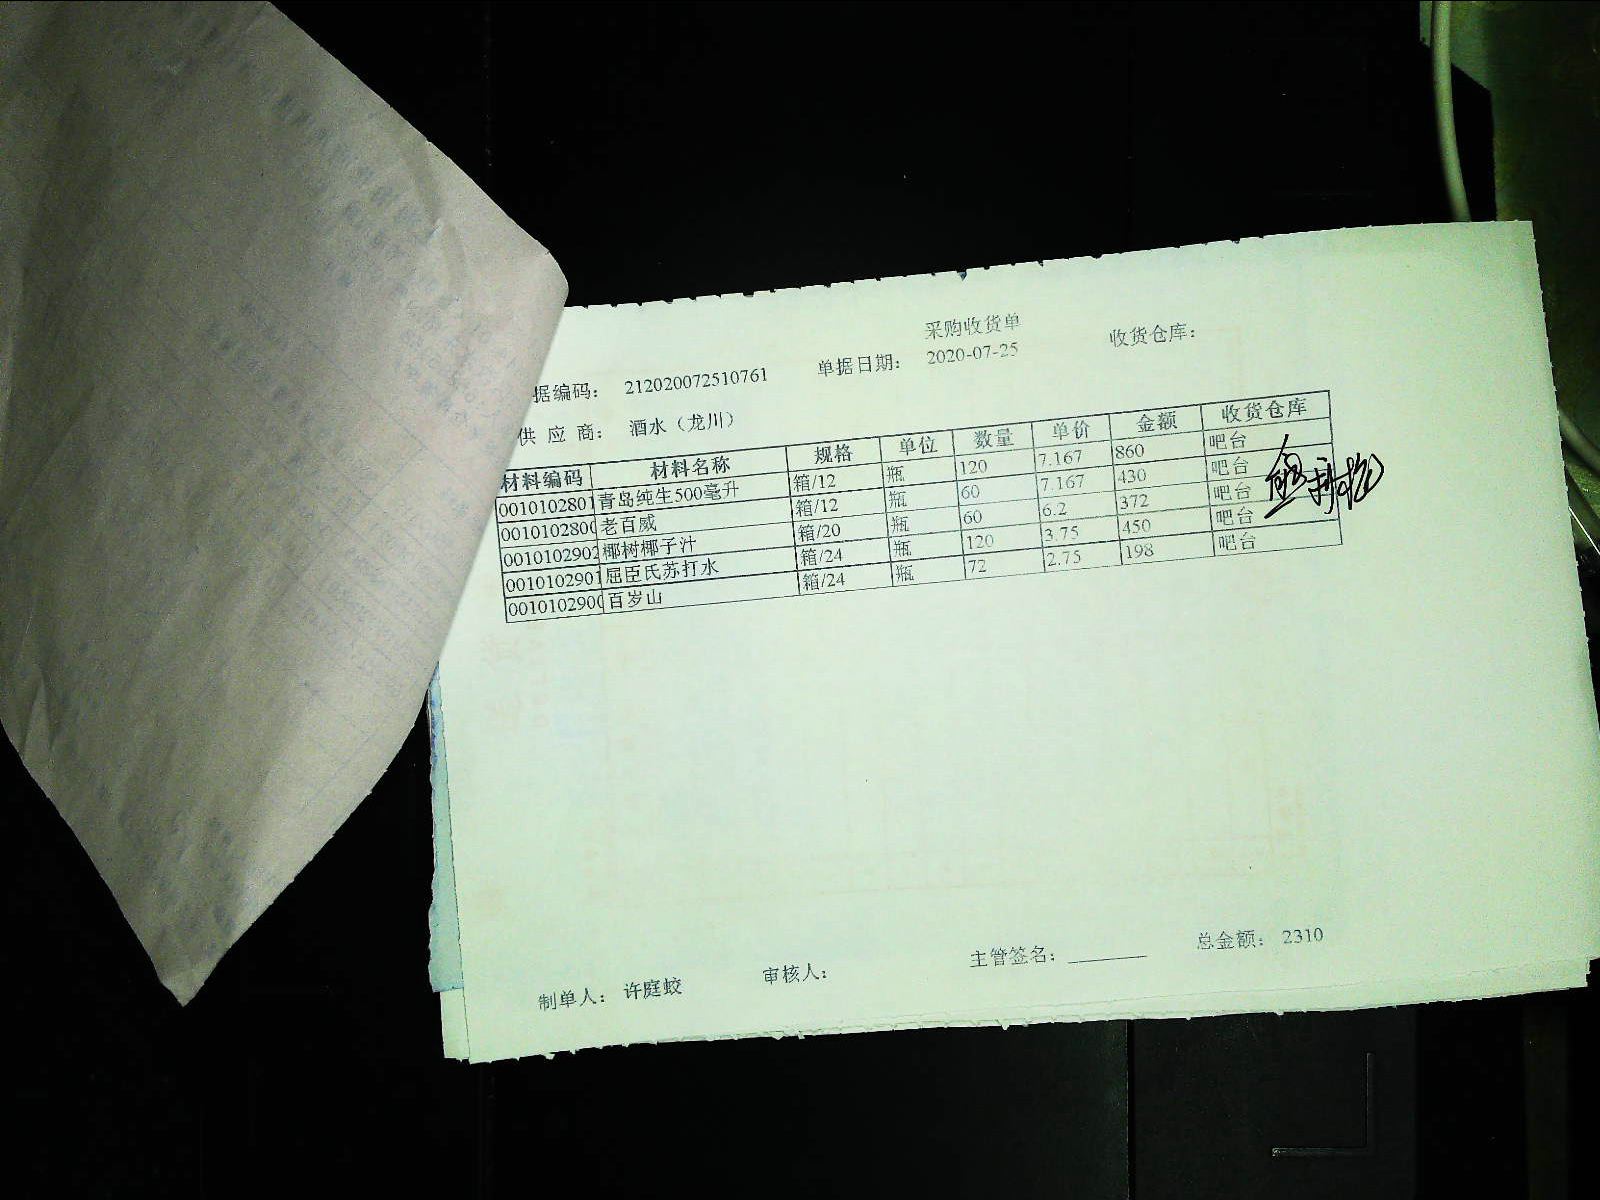 采购收货单
据编码： 212020072510761 单据日期： 2020-07-25 收货仓库：
供 应 商： 酒水（龙川）
材料编码 材料名称 规格 单位 数量 单价 金额 收货仓库
0010102801 青岛纯生500毫升 箱/12 瓶 120 7.167 860 吧台
001010280 老百威 箱/12 瓶 60 7.167 430 吧台
0010102902 椰树椰子汁 箱/20 瓶 60 6.2 372 吧台
0010102901 屈臣氏苏打水 箱/24 瓶 120 3.75 450 吧台
001010290 百岁山 箱/24 瓶 72 2.75 198 吧台
制单人： 许庭蛟 审核人： 主管签名： 总金额： 2310